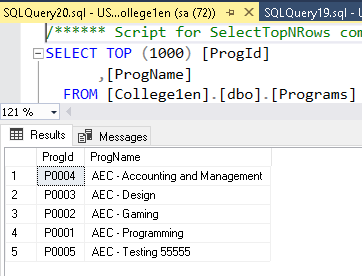 SQLQuery20.sql - US...ollege1en (sa (72))
SQLQuery19.sql - US
/****** Script for SelectTopNRows com
SELECT TOP (1000) [ProgId]
,[ProgName]
FROM [College1en].[dbo].[Programs]
121 %
Results Messages
ProgId ProgName
1 P0004 AEC - Accounting and Management
2 P0003 AEC - Design
3 P0002 AEC - Gaming
4 P0001 AEC - Programming
5 P0005 AEC - Testing 55555